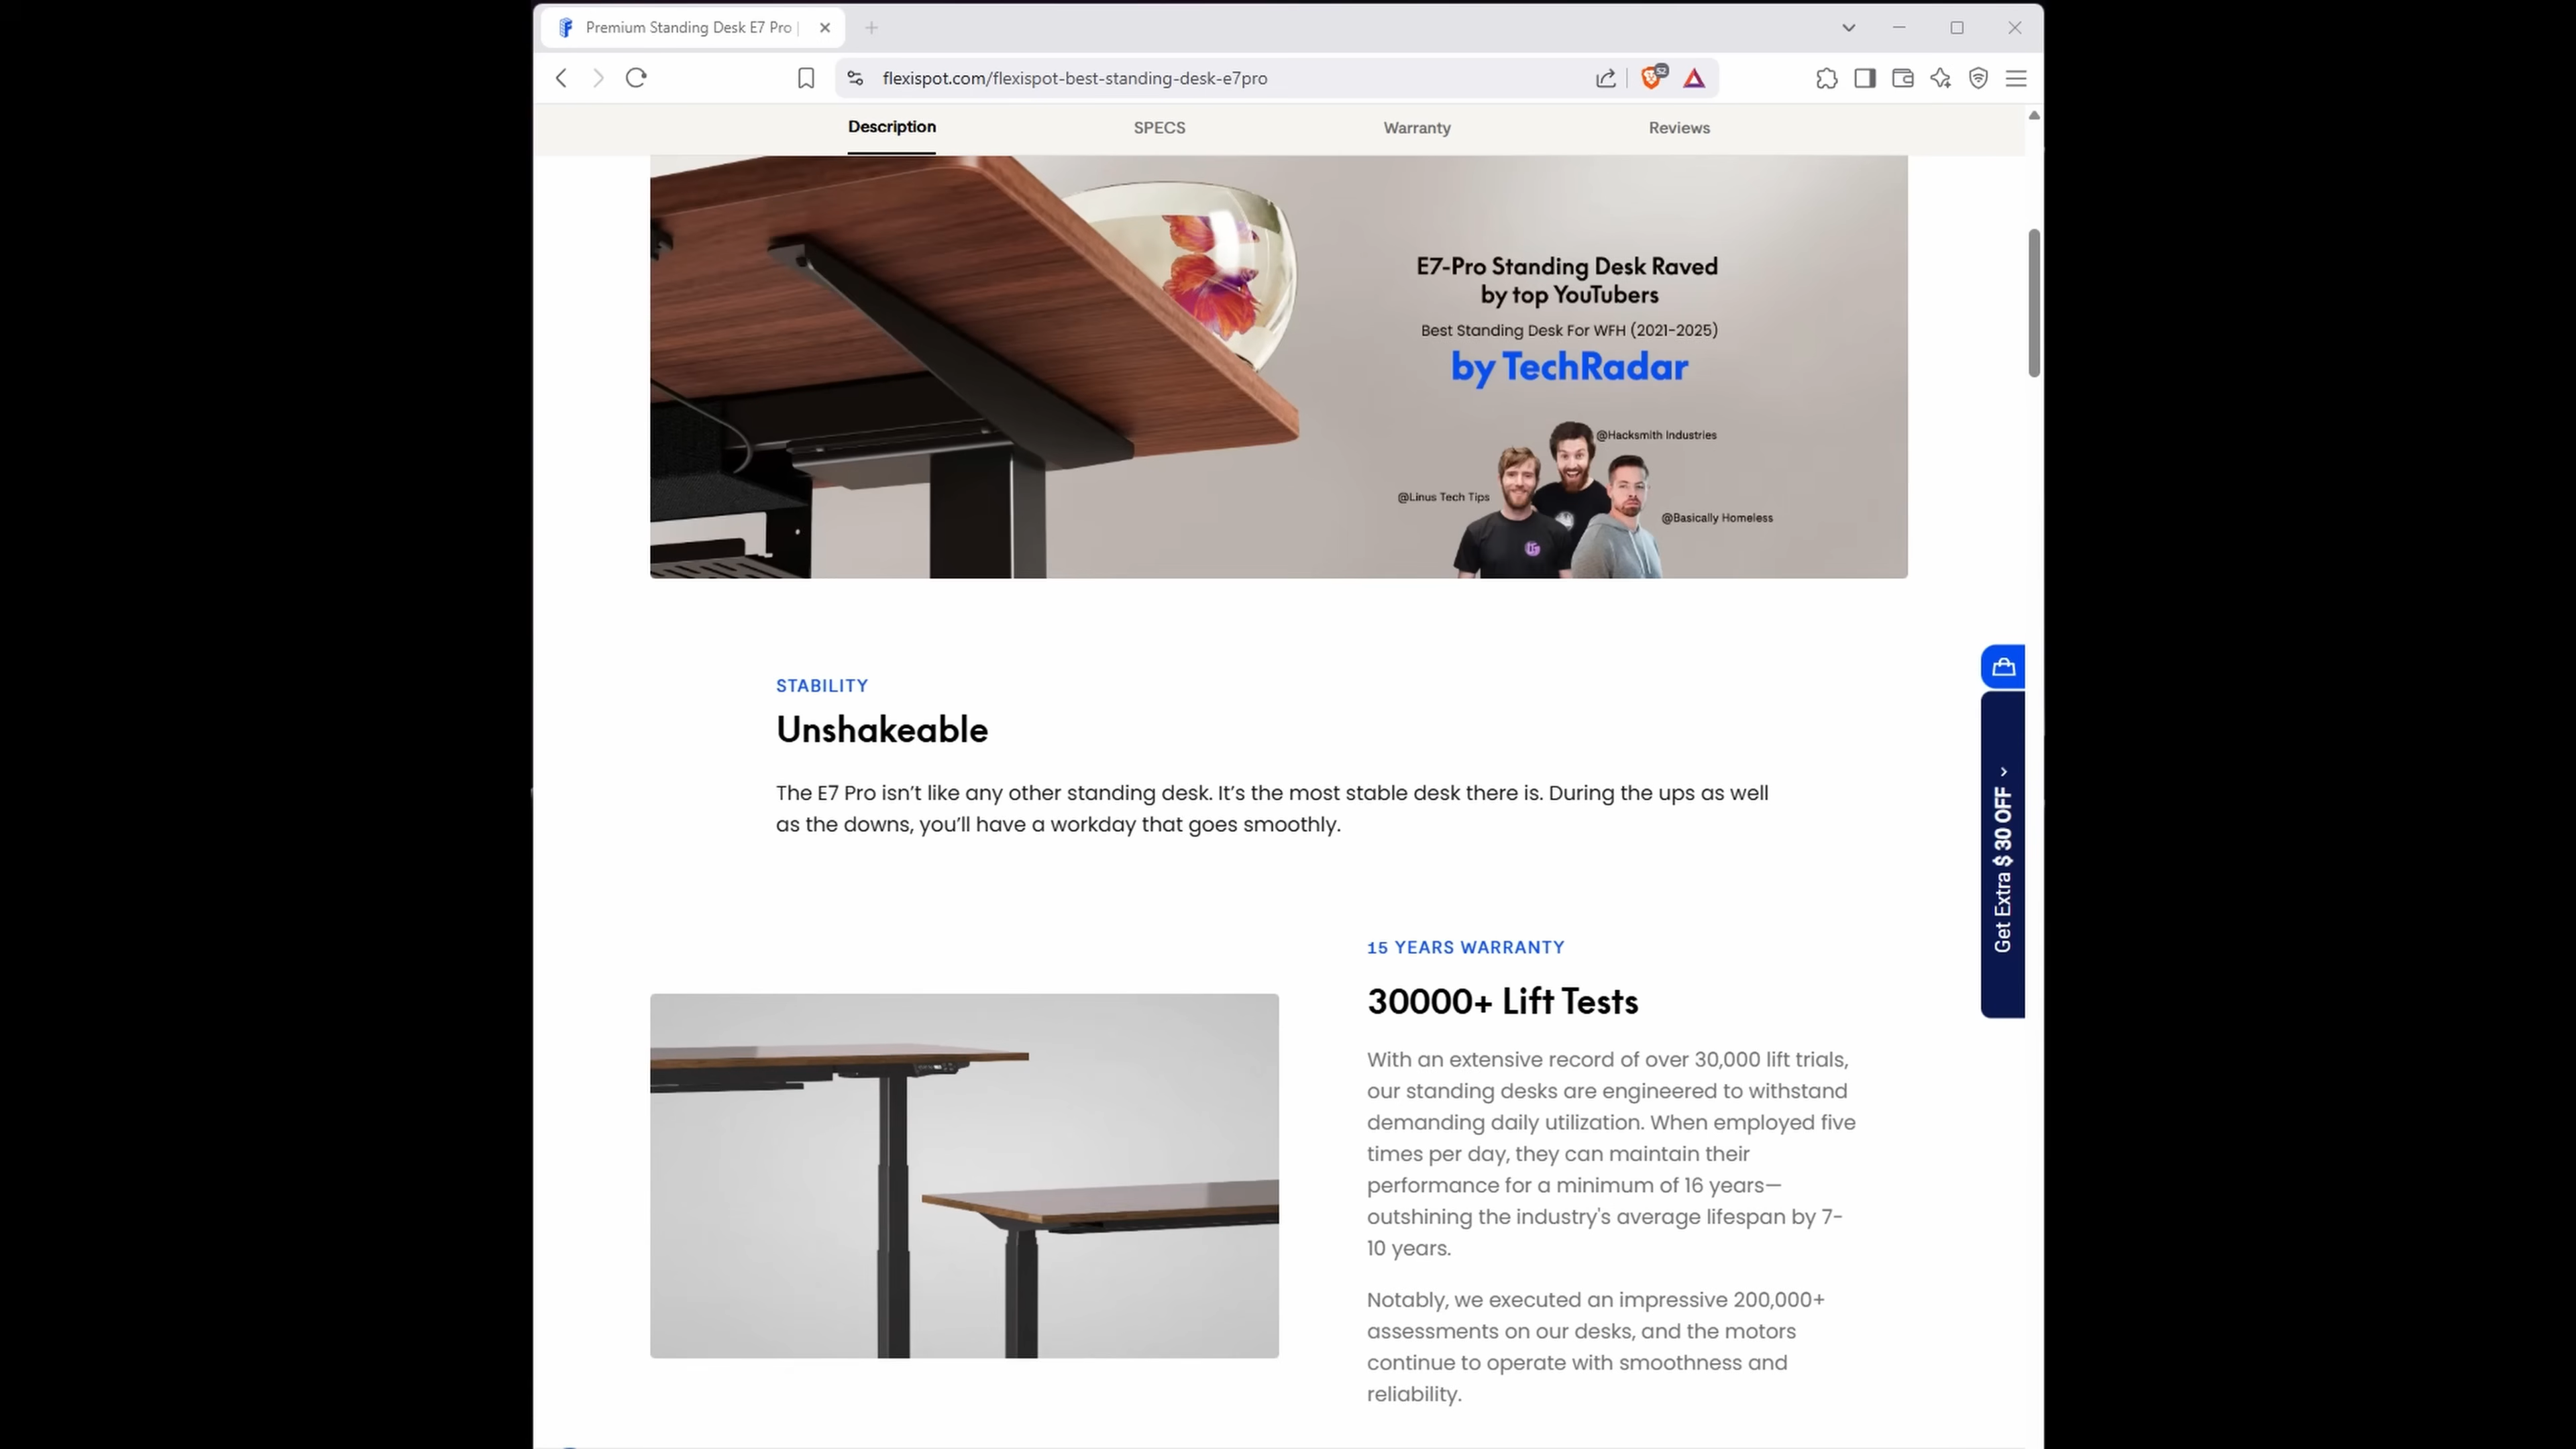 Premium Standing Desk E7 Pro |
flexispot.com/flexispot-best-standing-desk-e7pro
52
Description
SPECS
Warranty
Reviews
E7-Pro Standing Desk Raved
by top YouTubers
Best Standing Desk For WFH (2021-2025)
by TechRadar
@Hacksmith Industries
@Linus Tech Tips
@Basically Homeless
STABILITY
Unshakeable
The E7 Pro isn’t like any other standing desk. It’s the most stable desk there is. During the ups as well
as the downs, you’ll have a workday that goes smoothly.
Get Extra $ 30 OFF
15 YEARS WARRANTY
30000+ Lift Tests
With an extensive record of over 30,000 lift trials,
our standing desks are engineered to withstand
demanding daily utilization. When employed five
times per day, they can maintain their
performance for a minimum of 16 years—
outshining the industry's average lifespan by 7-
10 years.
Notably, we executed an impressive 200,000+
assessments on our desks, and the motors
continue to operate with smoothness and
reliability.